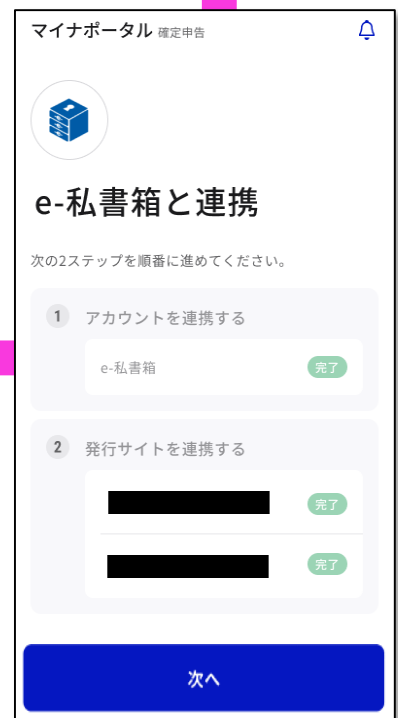 マイナポータル 確定申告
e-私書箱と連携
次の2ステップを順番に進めてください。
1 アカウントを連携する
e-私書箱 完了
2 発行サイトを連携する
完了
完了
次へ